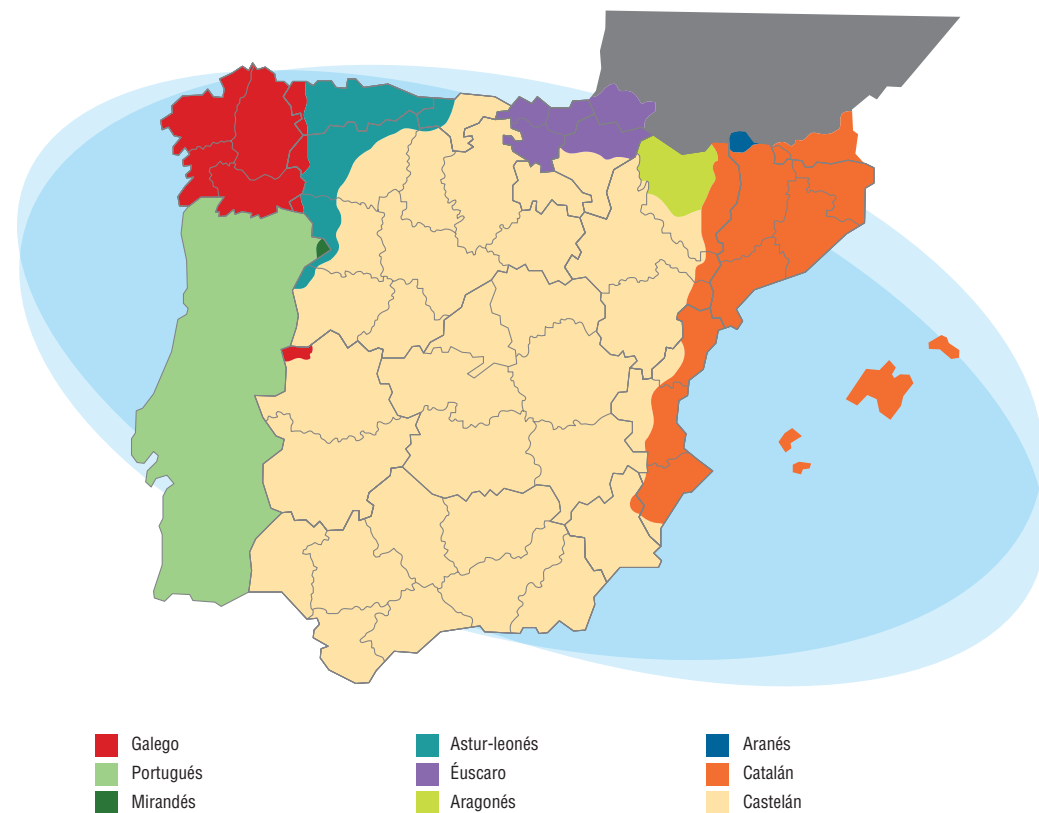 Galego
Portugués
Mirandés
Astur-leonés
Éuscaro
Aragonés
Aranés
Catalán
Castelán